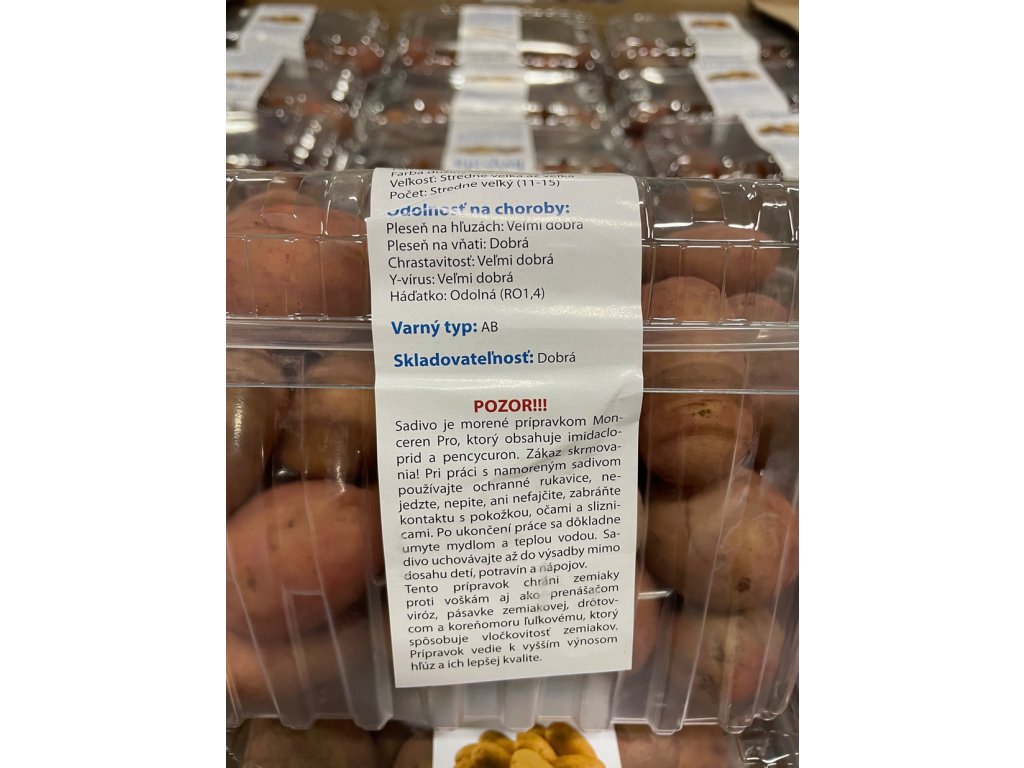 Veľkosť: Stredne veľká až veľká
Počet: Stredne veľký (11-15)
Odolnosť na choroby:
Pleseň na hľuzách: Veľmi dobrá
Pleseň na vňati: Dobrá
Chrastavitosť: Veľmi dobrá
Y-vírus: Veľmi dobrá
Háďatko: Odolná (RO1,4)
Varný typ: AB
Skladovateľnosť: Dobrá
POZOR!!!
Sadivo je morené prípravkom Mon-
ceren Pro, ktorý obsahuje imidaclo-
prid a pencycuron. Zákaz skrmova-
nia! Pri práci s namoreným sadivom
používajte ochranné rukavice, ne-
jedzte, nepite, ani nefajčite, zabráňte
kontaktu s pokožkou, očami a slizni-
cami. Po ukončení práce sa dôkladne
umyte mydlom a teplou vodou. Sa-
divo uchovávajte až do výsadby mimo
dosahu detí, potravín a nápojov.
Tento prípravok chráni zemiaky
proti voškám aj ako prenášačom
viróz, pásavke zemiakovej, drôtov-
com a koreňomoru ľuľkovému, ktorý
spôsobuje vločkovitosť zemiakov.
Prípravok vedie k vyšším výnosom
hľúz a ich lepšej kvalite.